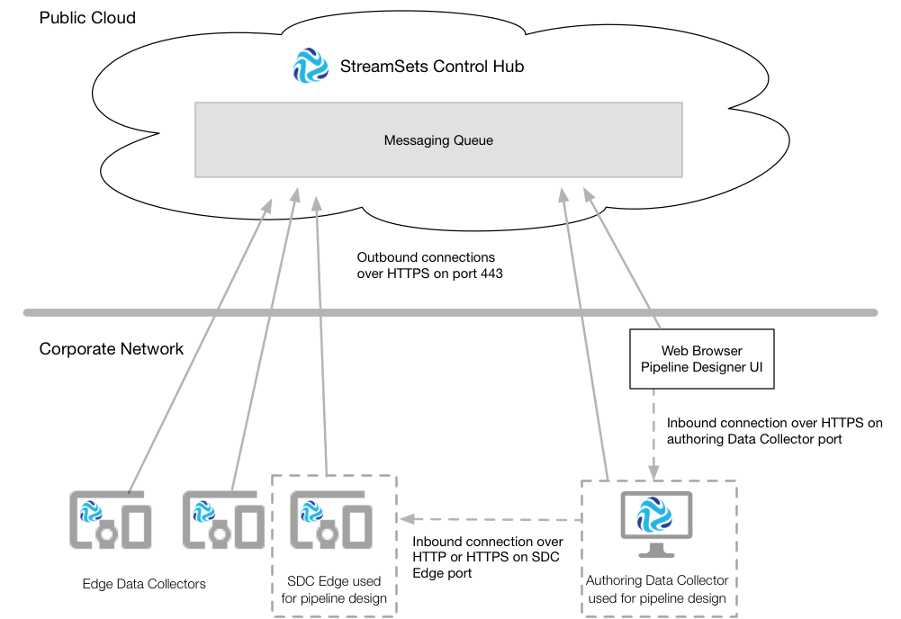 Public Cloud
StreamSets Control Hub
Messaging Queue
Outbound connections
over HTTPS on port 443
Corporate Network
Web Browser
Pipeline Designer UI
Inbound connection over HTTPS on
authoring Data Collector port
Inbound connection over
HTTP or HTTPS on SDC
Edge port
Edge Data Collectors
SDC Edge used
for pipeline design
Authoring Data Collector
used for pipeline design